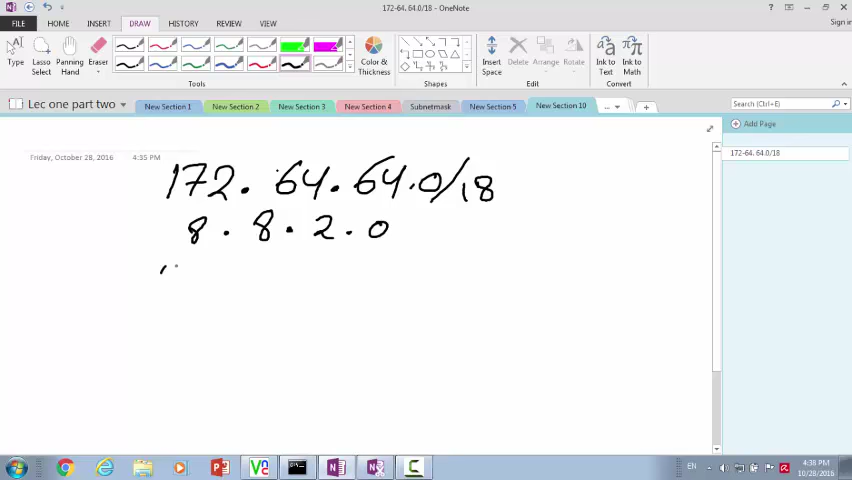 172-64. 64.0/18 - OneNote
FILE HOME INSERT DRAW HISTORY REVIEW VIEW
Sign in
Type Lasso Select Panning Hand Eraser Color & Thickness Insert Space Delete Arrange Rotate Ink to Text Ink to Math
Tools Shapes Edit Convert
Lec one part two New Section 1 New Section 2 New Section 3 New Section 4 Subnetmask New Section 5 New Section 10 ... Search (Ctrl+E)
Add Page
Friday, October 28, 2016 4:35 PM
172-64. 64.0/18
172. 64. 64.0/18
8. 8. 2. 0
EN 4:38 PM
10/28/2016